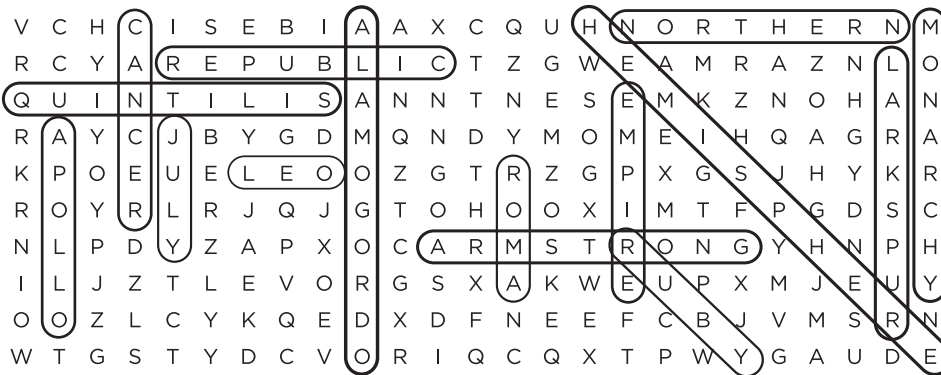 V C H C I S E B I A A X C Q U H N O R T H E R N M
R C Y A R E P U B L I C T Z G W E A M R A Z N L O
Q U I N T I L I S A N N T N E S E M K Z N O H A N
R A Y C J B Y G D M Q N D Y M O M E I H Q A G R A
K P O E U E L E O O Z G T R Z G P X G S J H Y K R
R O Y R L R J Q J G T O H O O X I M T F P G D S C
N L P D Y Z A P X O C A R M S T R O N G Y H N P H
I L J Z T L E V O R G S X A K W E U P X M J E U Y
O O Z L C Y K Q E D X D F N E E F C B J V M S R N
W T G S T Y D C V O R I Q C Q X T P W Y G A U D E